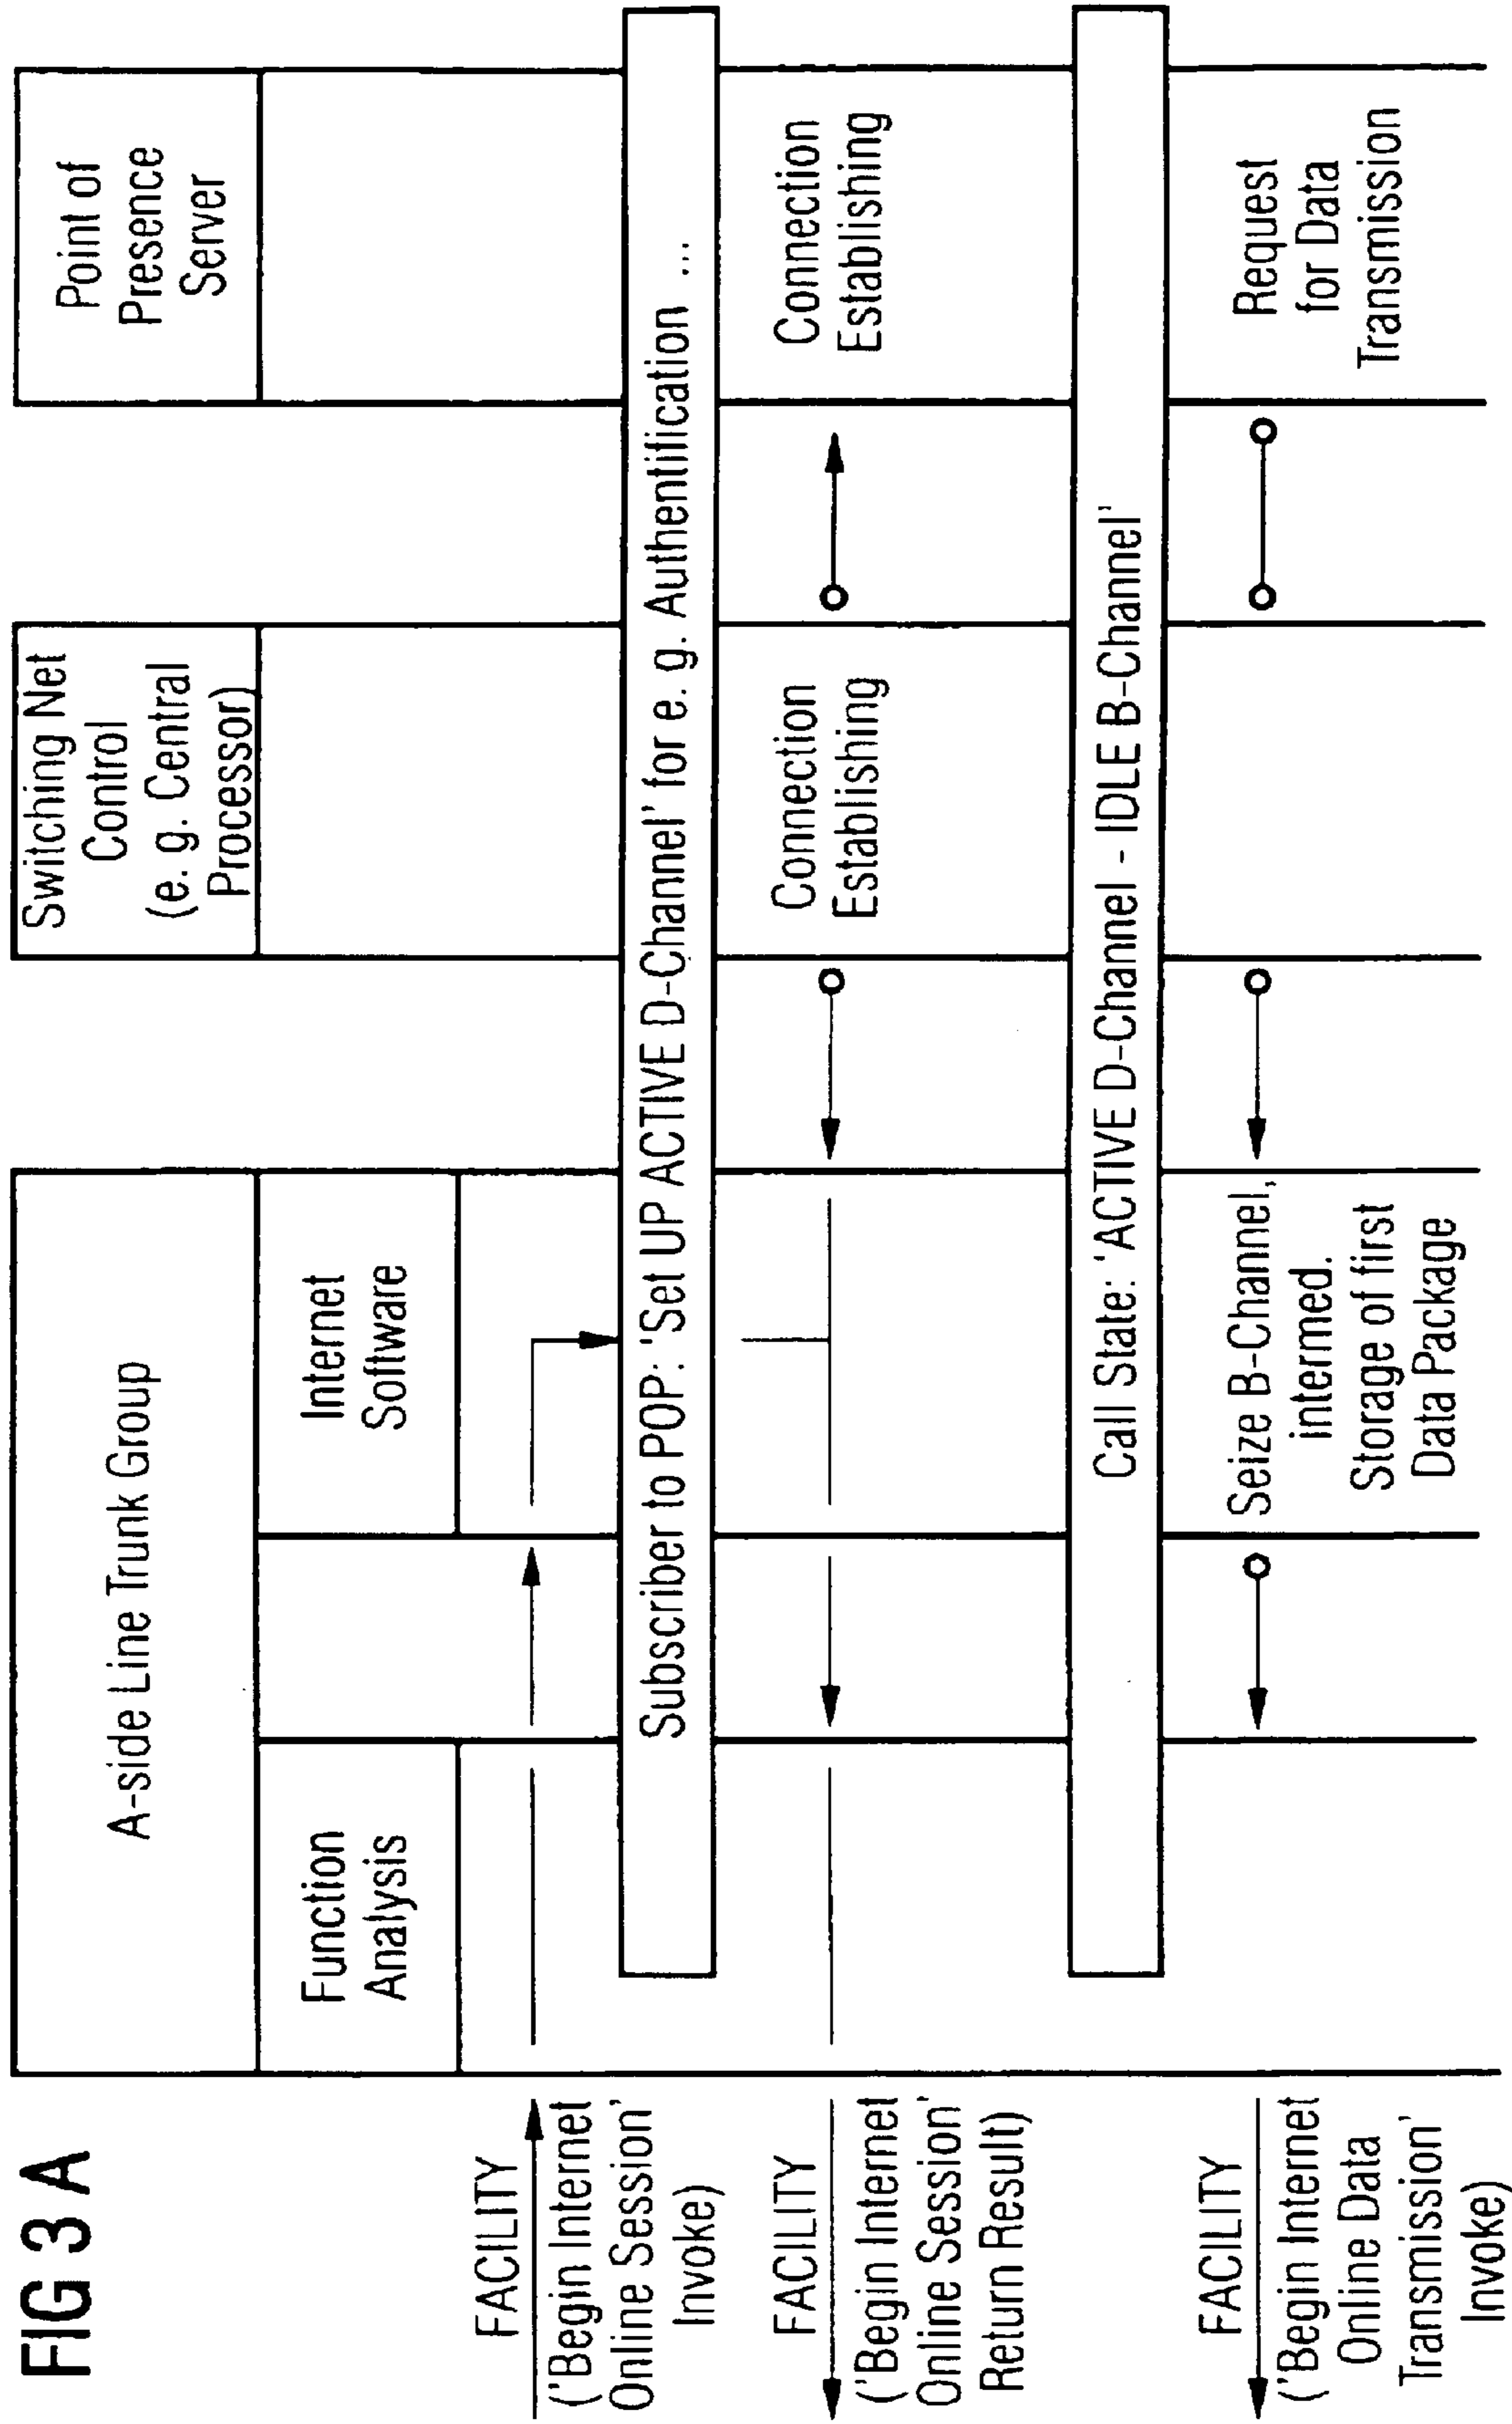 FIG 3 A
A-side Line Trunk Group
Switching Net
Control
(e. g. Central
Processor)
Point of
Presence
Server
Function
Analysis
Internet
Software
FACILITY
('Begin Internet
Online Session'
Invoke)
Subscriber to POP: 'Set UP ACTIVE D-Channel' for e. g. Authentification ...
FACILITY
('Begin Internet
Online Session'
Return Result)
Connection
Establishing
Connection
Establishing
Call State: 'ACTIVE D-Channel - IDLE B-Channel'
FACILITY
('Begin Internet
Online Data
Transmission'
Invoke)
Seize B-Channel,
intermed.
Storage of first
Data Package
Request
for Data
Transmission